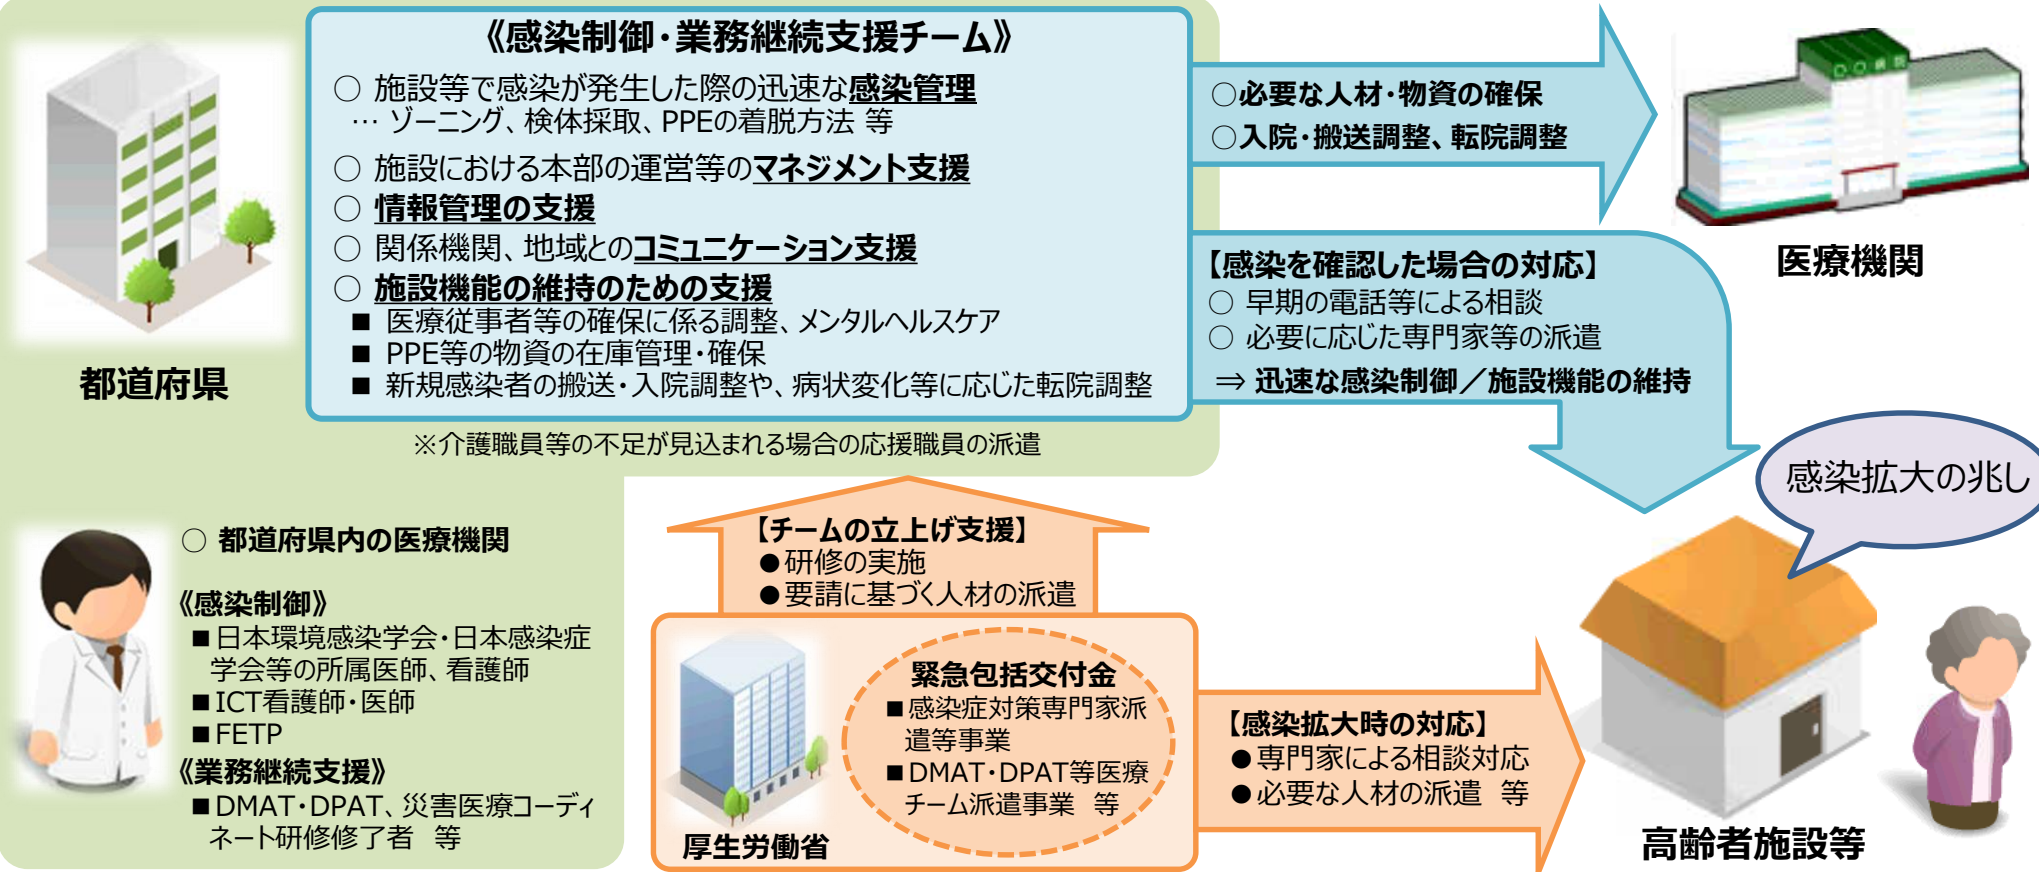 《感染制御・業務継続支援チーム》
○ 施設等で感染が発生した際の迅速な感染管理
… ゾーニング、検体採取、PPEの着脱方法 等
○ 施設における本部の運営等のマネジメント支援
○ 情報管理の支援
○ 関係機関、地域とのコミュニケーション支援
○ 施設機能の維持のための支援
■ 医療従事者等の確保に係る調整、メンタルヘルスケア
■ PPE等の物資の在庫管理・確保
■ 新規感染者の搬送・入院調整や、病状変化等に応じた転院調整
※介護職員等の不足が見込まれる場合の応援職員の派遣
都道府県
○ 都道府県内の医療機関
《感染制御》
■日本環境感染学会・日本感染症
学会等の所属医師、看護師
■ICT看護師・医師
■FETP
《業務継続支援》
■DMAT・DPAT、災害医療コーディ
ネート研修修了者 等
○必要な人材・物資の確保
○入院・搬送調整、転院調整
○○病院
医療機関
【感染を確認した場合の対応】
○ 早期の電話等による相談
○ 必要に応じた専門家等の派遣
⇒ 迅速な感染制御／施設機能の維持
感染拡大の兆し
【チームの立上げ支援】
●研修の実施
●要請に基づく人材の派遣
緊急包括交付金
■感染症対策専門家派
遣等事業
■DMAT・DPAT等医療
チーム派遣事業 等
厚生労働省
【感染拡大時の対応】
●専門家による相談対応
●必要な人材の派遣 等
高齢者施設等